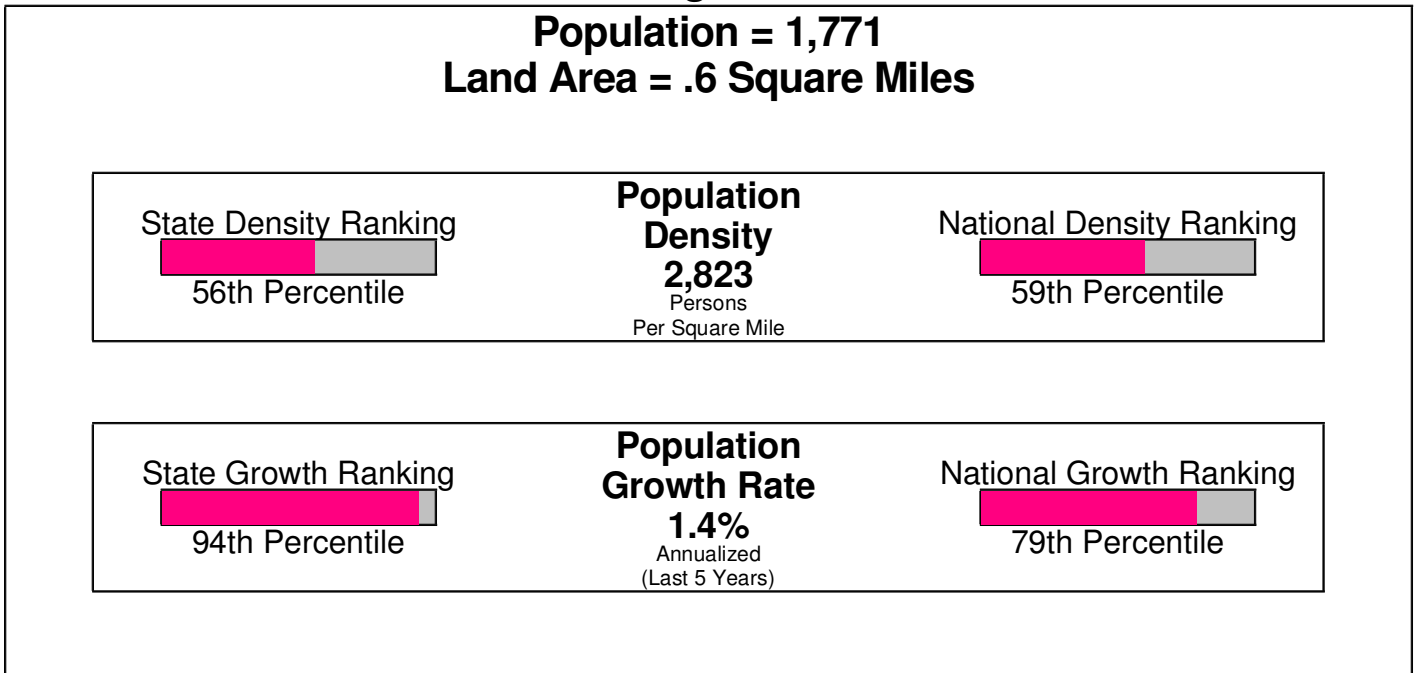 Population = 1,771
Land Area = .6 Square Miles
State Density Ranking
56th Percentile
Population
Density
2,823
Persons
Per Square Mile
National Density Ranking
59th Percentile
State Growth Ranking
94th Percentile
Population
Growth Rate
1.4%
Annualized
(Last 5 Years)
National Growth Ranking
79th Percentile